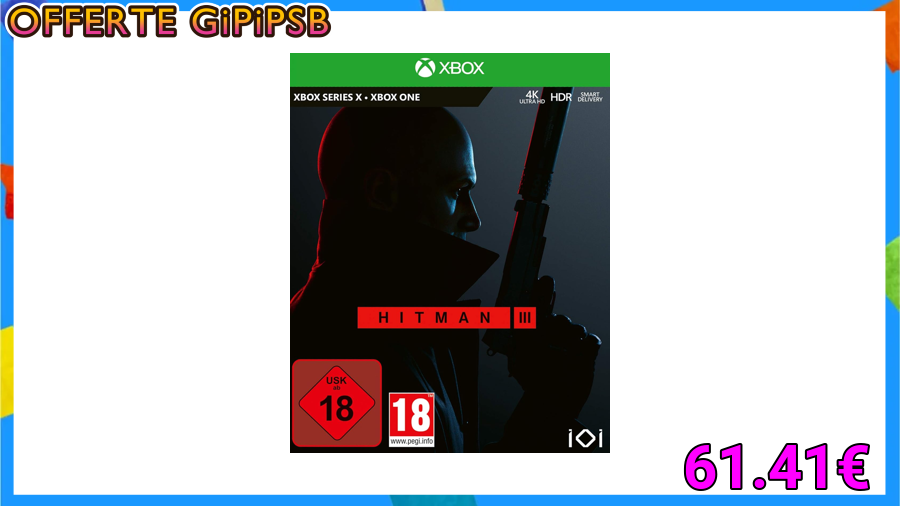 OFFERTE GiPiPSB
XBOX
XBOX SERIES X • XBOX ONE
4K
ULTRA HD
HDR
SMART
DELIVERY
HITMAN III
USK
ab
18
18
www.pegi.info
iOi
61.41€